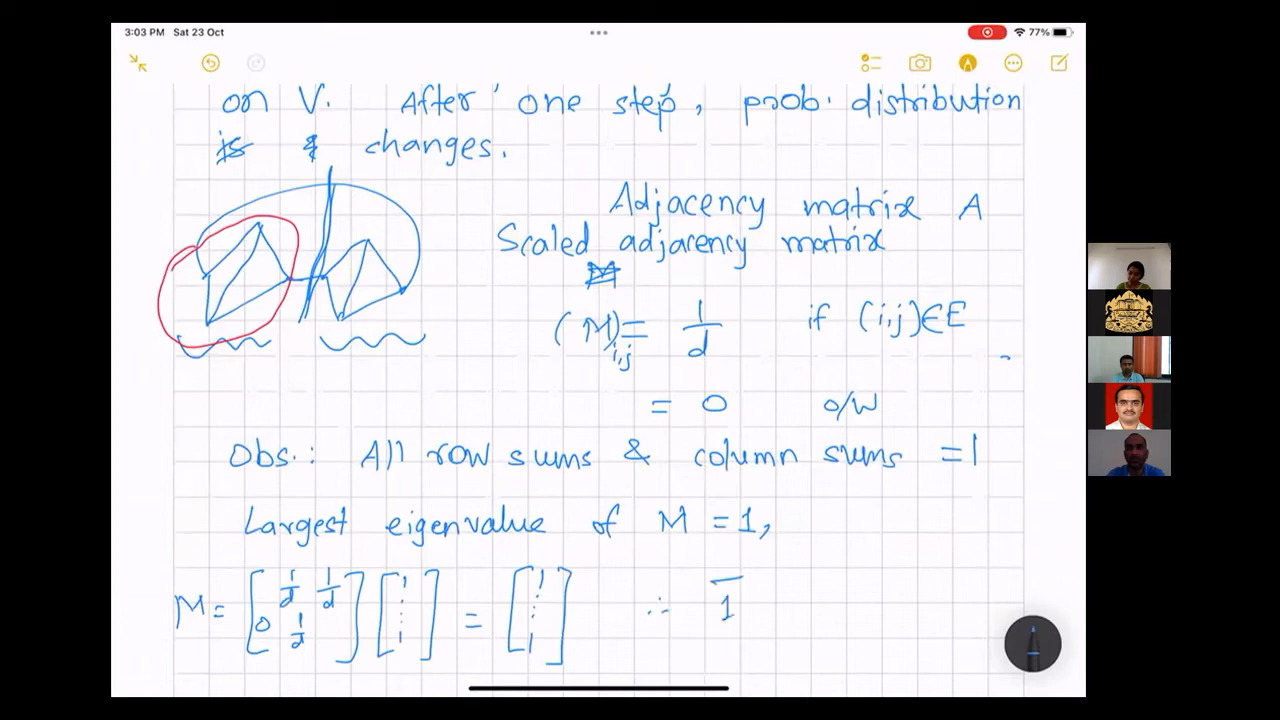 3:03 PM Sat 23 Oct
77%
on V. After one step, prob. distribution
is changes.
Adjacency matrix A
Scaled adjacency matrix
M
(M)i,j = 1/d if (i,j)∈E
= 0 o/w
Obs.: All row sums & column sums = 1
Largest eigenvalue of M = 1,
M = [1/d 1/d 0 1/d] [1 ⋮ 1] = [1 ⋮ 1] ∴ 1̄